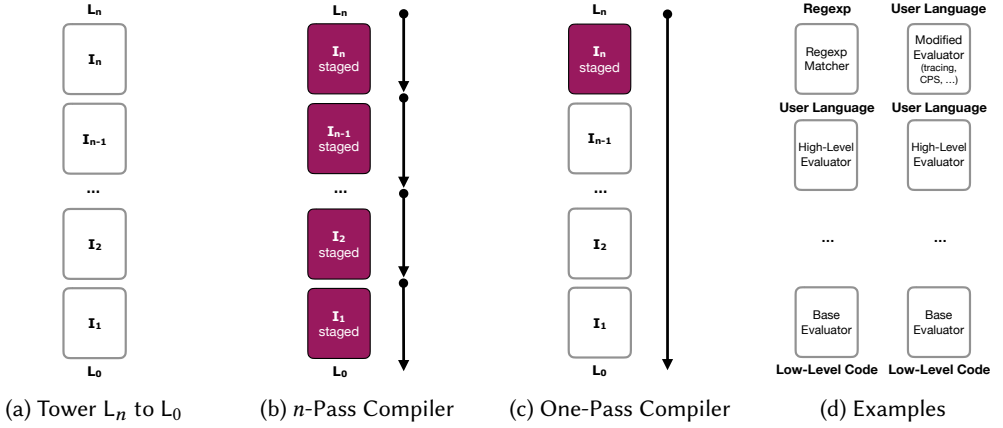 Lₙ
Iₙ
Iₙ₋₁
...
I₂
I₁
L₀
(a) Tower Lₙ to L₀
Lₙ
Iₙ
staged
Iₙ₋₁
staged
...
I₂
staged
I₁
staged
L₀
(b) n-Pass Compiler
Lₙ
Iₙ
staged
Iₙ₋₁
...
I₂
I₁
L₀
(c) One-Pass Compiler
Regexp
Regexp
Matcher
User Language
High-Level
Evaluator
...
Base
Evaluator
Low-Level Code
User Language
Modified
Evaluator
(tracing,
CPS, ...)
User Language
High-Level
Evaluator
...
Base
Evaluator
Low-Level Code
(d) Examples